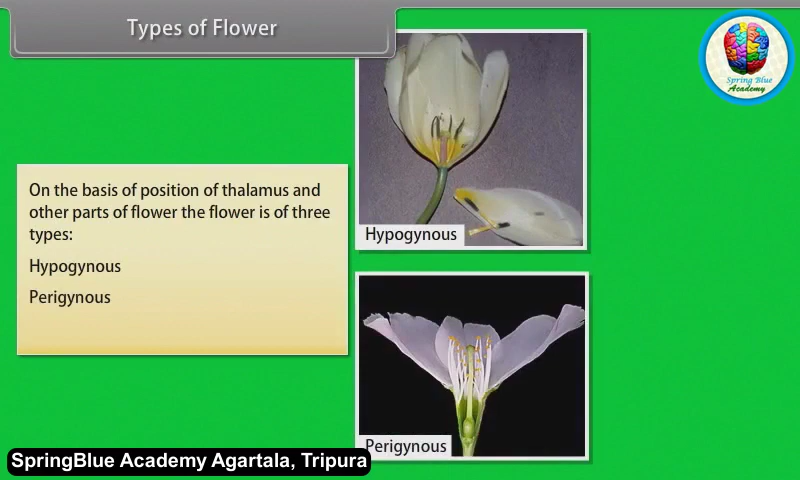 Types of Flower
Spring Blue
Academy
Hypogynous
On the basis of position of thalamus and
other parts of flower the flower is of three
types:
Hypogynous
Perigynous
Perigynous
SpringBlue Academy Agartala, Tripura